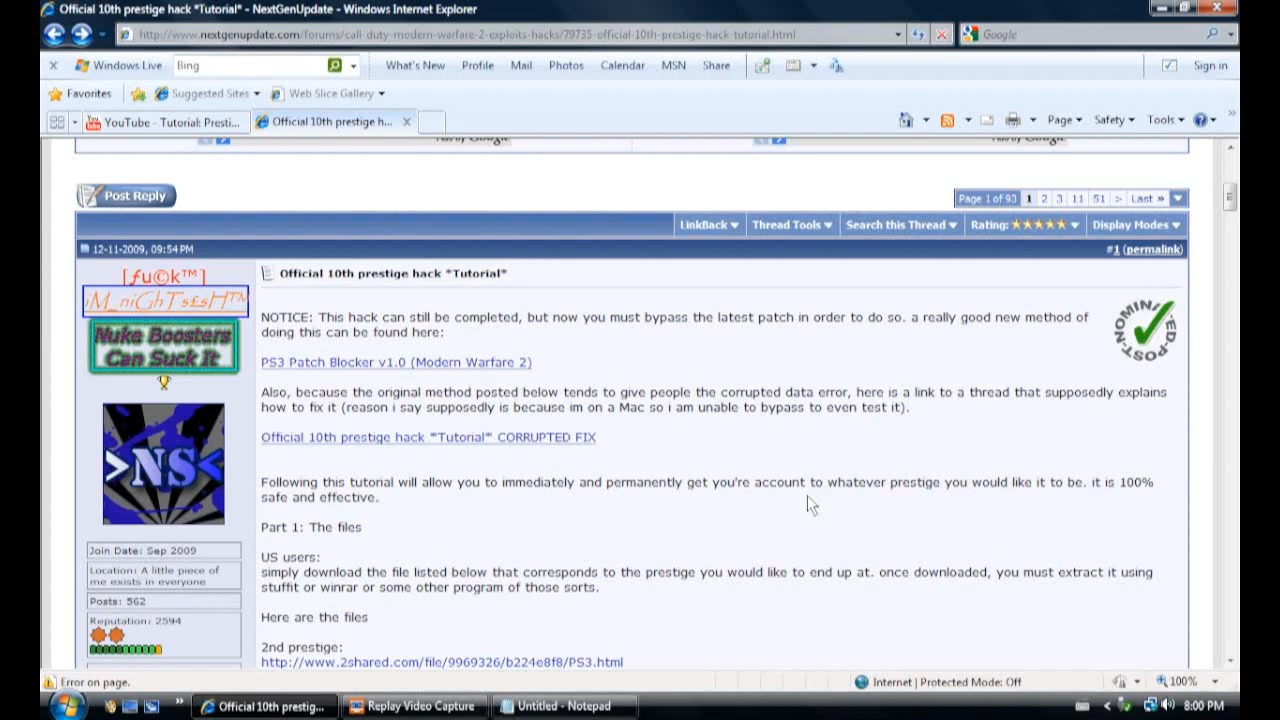 Official 10th prestige hack *Tutorial* - NextGenUpdate - Windows Internet Explorer
http://www.nextgenupdate.com/forums/call-duty-modern-warfare-2-exploits-hacks/79735-official-10th-prestige-hack-tutorial.html
Google
Windows Live Bing What's New Profile Mail Photos Calendar MSN Share Sign in
Favorites Suggested Sites Web Slice Gallery
YouTube - Tutorial: Presti... Official 10th prestige h... Page Safety Tools
Post Reply
Page 1 of 93 1 2 3 11 51 > Last »
LinkBack Thread Tools Search this Thread Rating: Display Modes
12-11-2009, 09:54 PM #1 (permalink)
[ƒu©k™]
iM_niGhTs£sH™
Nuke Boosters
Can Suck It
>NS<
Join Date: Sep 2009
Location: A little piece of
me exists in everyone
Posts: 562
Reputation: 2594
Official 10th prestige hack *Tutorial*
NOTICE: This hack can still be completed, but now you must bypass the latest patch in order to do so. a really good new method of
doing this can be found here:
POST-NOMINATED
PS3 Patch Blocker v1.0 (Modern Warfare 2)
Also, because the original method posted below tends to give people the corrupted data error, here is a link to a thread that supposedly explains
how to fix it (reason i say supposedly is because im on a Mac so i am unable to bypass to even test it).
Official 10th prestige hack *Tutorial* CORRUPTED FIX
Following this tutorial will allow you to immediately and permanently get you're account to whatever prestige you would like it to be. it is 100%
safe and effective.
Part 1: The files
US users:
simply download the file listed below that corresponds to the prestige you would like to end up at. once downloaded, you must extract it using
stuffit or winrar or some other program of those sorts.
Here are the files
2nd prestige:
http://www.2shared.com/file/9969326/b224e8f8/PS3.html
Error on page. Internet | Protected Mode: Off 100%
Official 10th prestig... Replay Video Capture Untitled - Notepad 8:00 PM